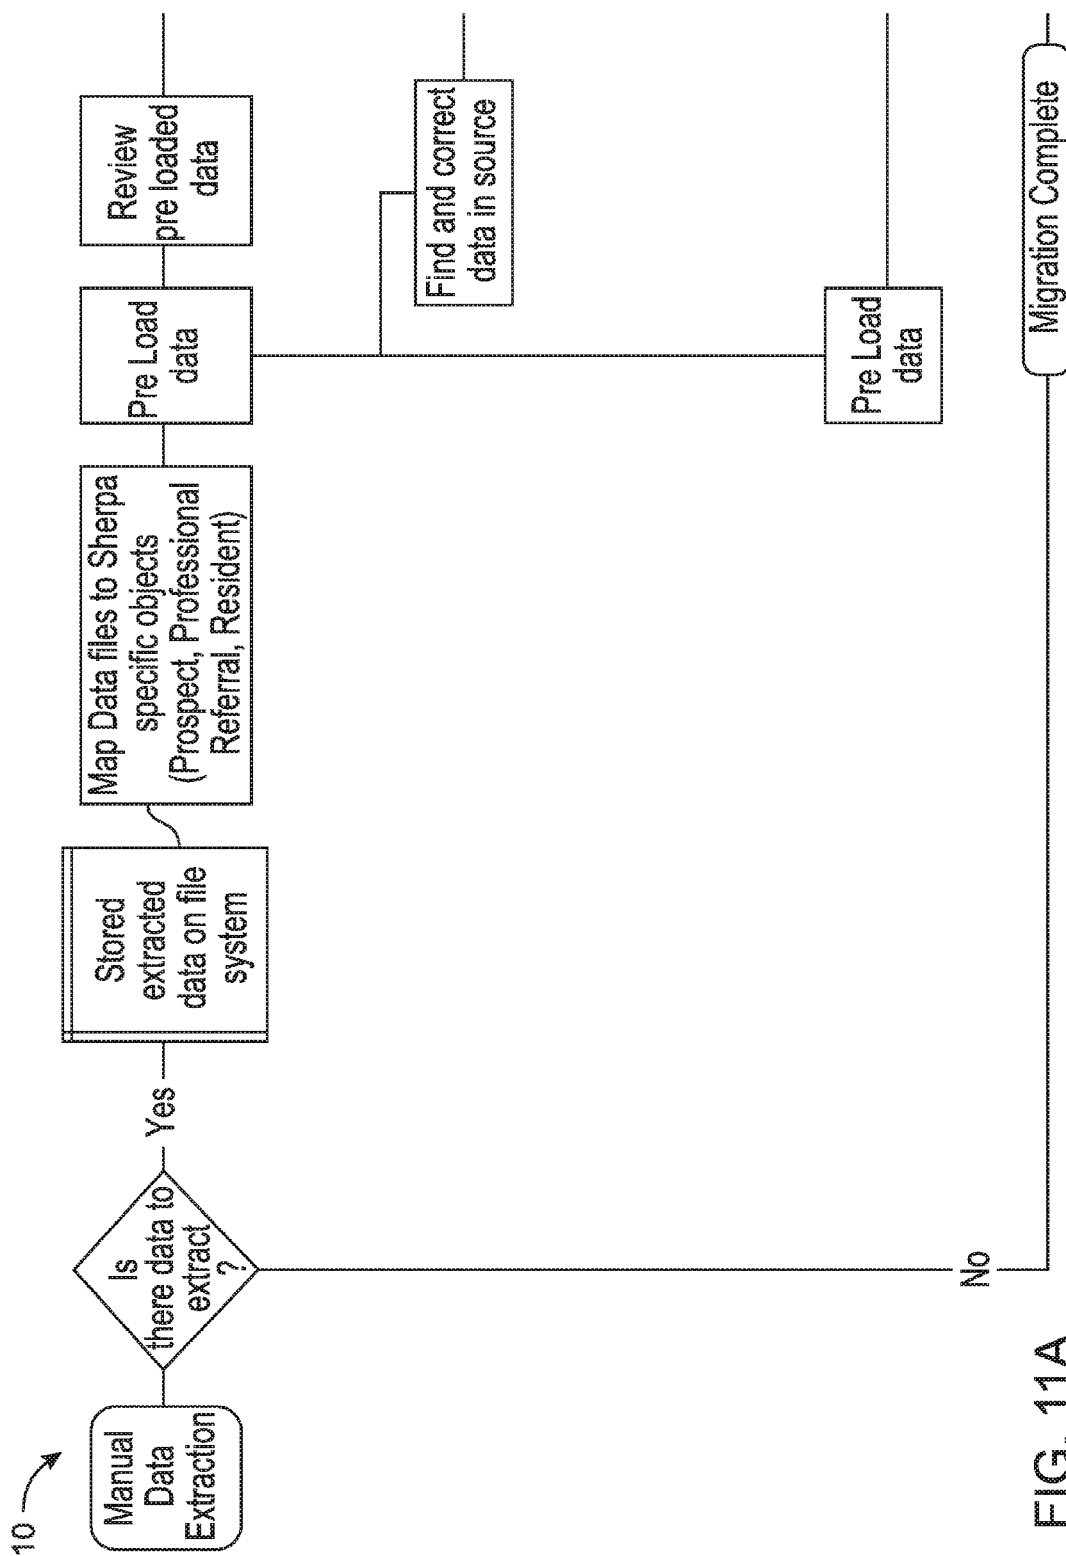 10
Manual
Data
Extraction
Is
there data to
extract
?
Yes
No
Stored
extracted
data on file
system
Map Data files to Sherpa
specific objects
(Prospect, Professional
Referral, Resident)
Pre Load
data
Review
pre loaded
data
Find and correct
data in source
Pre Load
data
Migration Complete
FIG. 11A